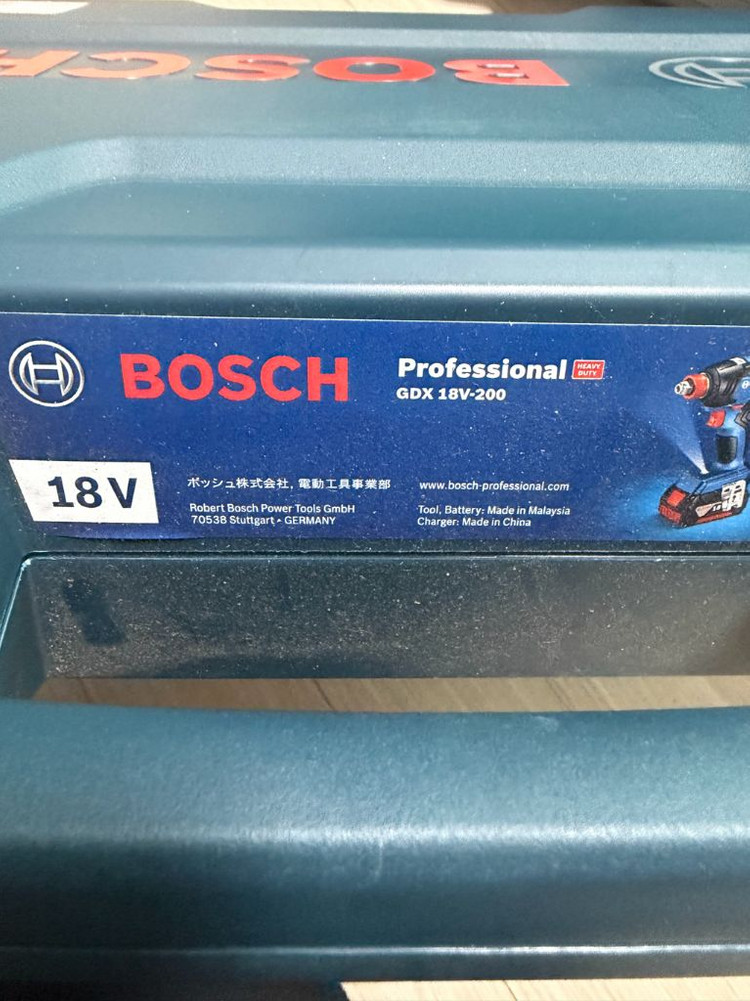 BOSCH
BOSCH
Professional HEAVY DUTY
GDX 18V-200
18 V
ボッシュ株式会社, 電動工具事業部
Robert Bosch Power Tools GmbH
70538 Stuttgart - GERMANY
www.bosch-professional.com
Tool, Battery: Made in Malaysia
Charger: Made in China